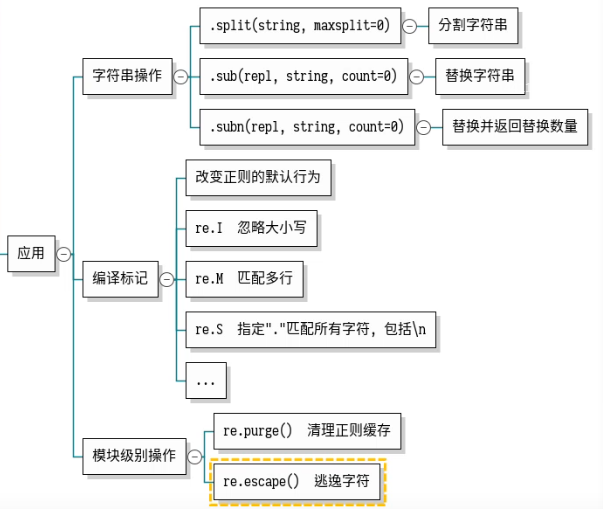 应用
字符串操作
.split(string, maxsplit=0)
分割字符串
.sub(repl, string, count=0)
替换字符串
.subn(repl, string, count=0)
替换并返回替换数量
编译标记
改变正则的默认行为
re.I 忽略大小写
re.M 匹配多行
re.S 指定"."匹配所有字符, 包括\n
...
模块级别操作
re.purge() 清理正则缓存
re.escape() 逃逸字符